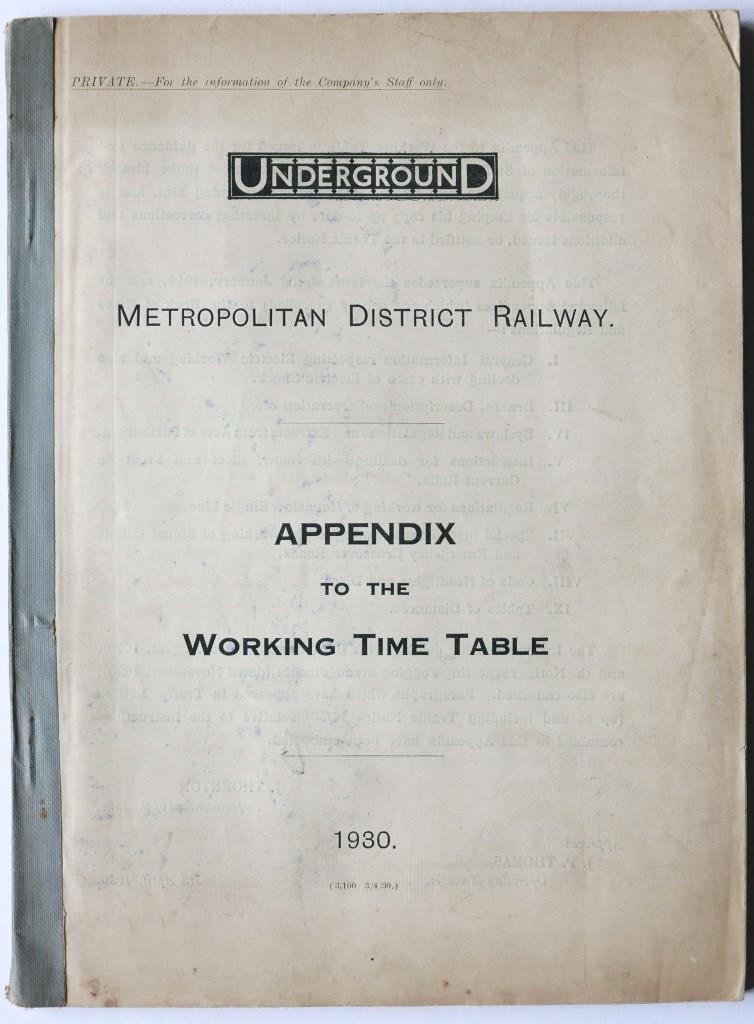 PRIVATE.—For the information of the Company's Staff only.
UNDERGROUND
METROPOLITAN DISTRICT RAILWAY.
APPENDIX
TO THE
WORKING TIME TABLE
1930.
(3,100 3/4/30.)